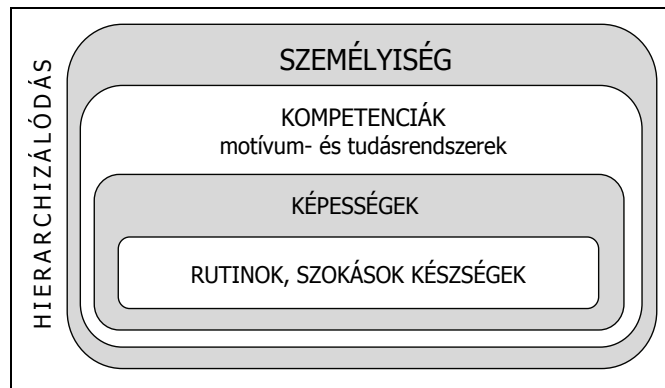 HIERARCHIZÁLÓDÁS
SZEMÉLYISÉG
KOMPETENCIÁK
motívum- és tudásrendszerek
KÉPESSÉGEK
RUTINOK, SZOKÁSOK KÉSZSÉGEK